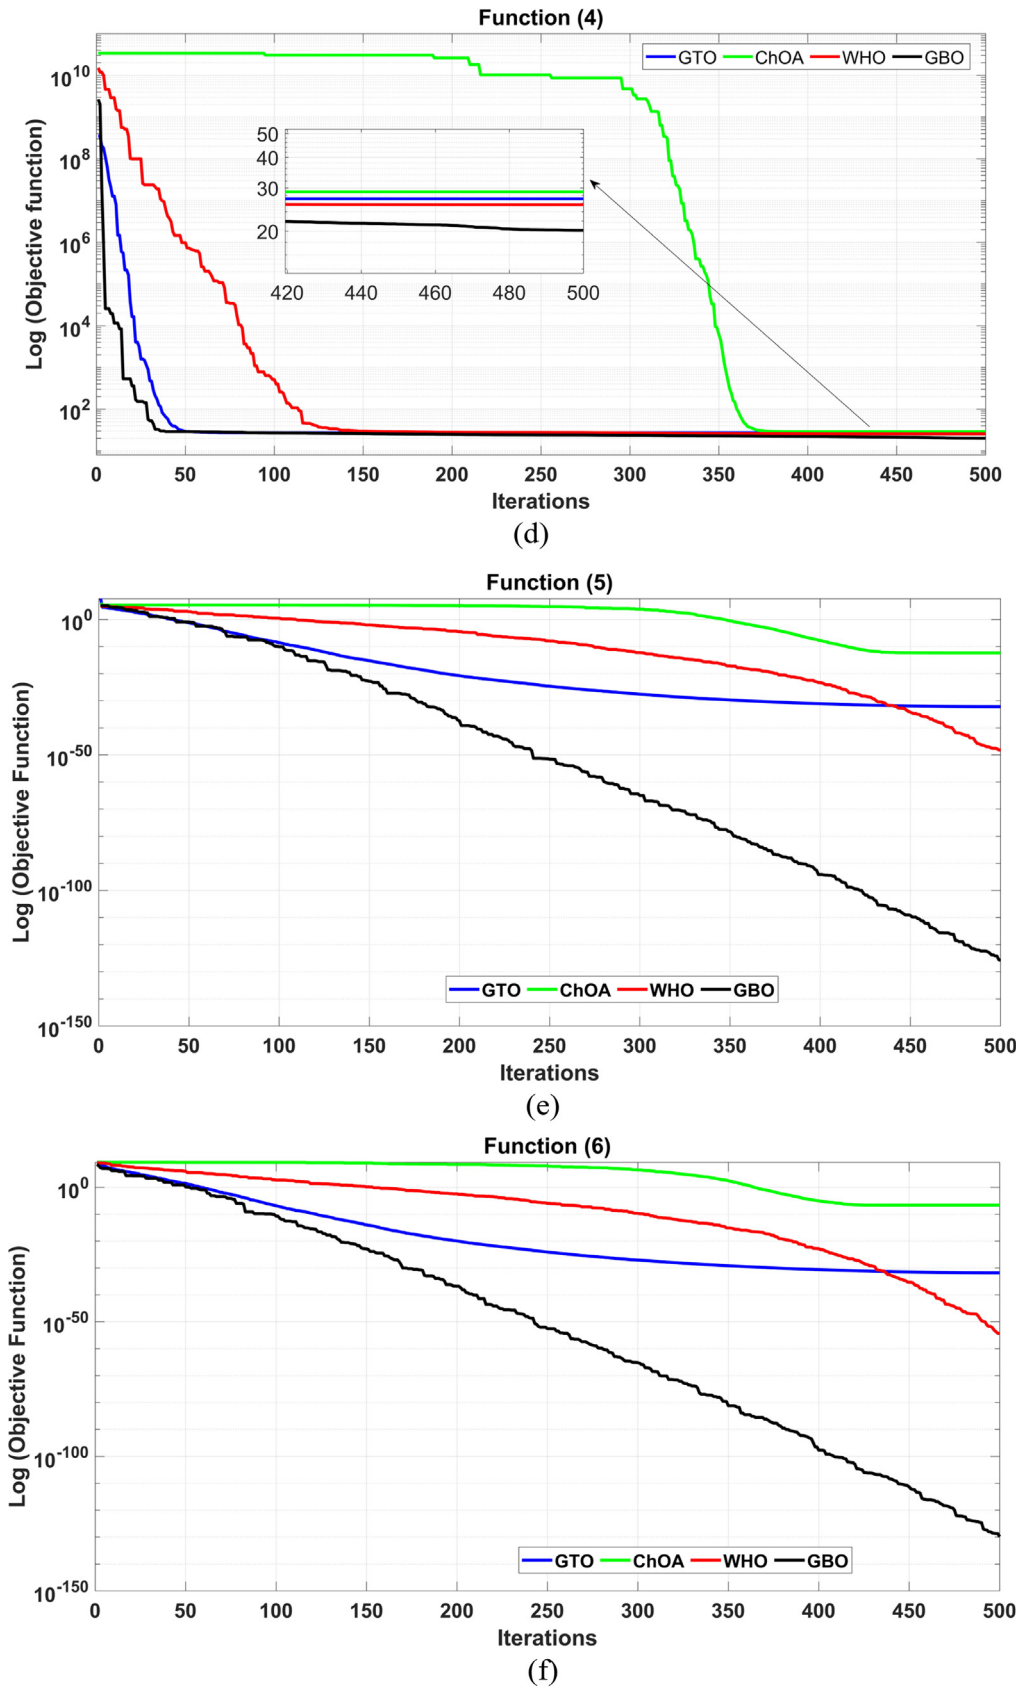 Function (4)
GTO ChOA WHO GBO
Log (Objective function)
10^10
10^8
10^6
10^4
10^2
50
40
30
20
420 440 460 480 500
0 50 100 150 200 250 300 350 400 450 500
Iterations
(d)
Function (5)
Log (Objective Function)
10^0
10^-50
10^-100
10^-150
GTO ChOA WHO GBO
0 50 100 150 200 250 300 350 400 450 500
Iterations
(e)
Function (6)
Log (Objective Function)
10^0
10^-50
10^-100
10^-150
GTO ChOA WHO GBO
0 50 100 150 200 250 300 350 400 450 500
Iterations
(f)